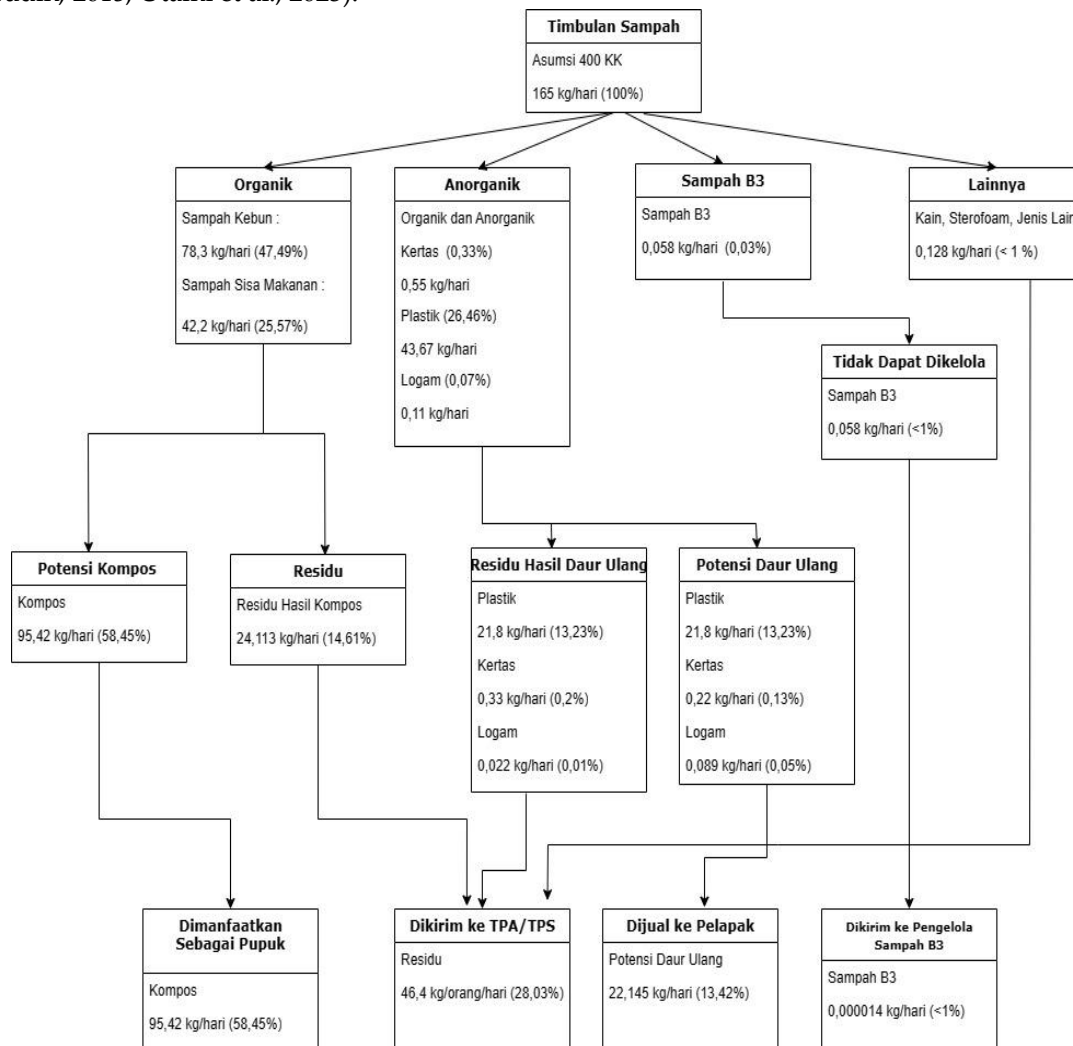 2015; Utami et al., 2023).
Timbulan Sampah
Asumsi 400 KK
165 kg/hari (100%)
Organik
Sampah Kebun :
78,3 kg/hari (47,49%)
Sampah Sisa Makanan :
42,2 kg/hari (25,57%)
Anorganik
Organik dan Anorganik
Kertas (0,33%)
0,55 kg/hari
Plastik (26,46%)
43,67 kg/hari
Logam (0,07%)
0,11 kg/hari
Sampah B3
Sampah B3
0,058 kg/hari (0,03%)
Lainnya
Kain, Sterofoam, Jenis Lain
0,128 kg/hari (< 1 %)
Tidak Dapat Dikelola
Sampah B3
0,058 kg/hari (<1%)
Potensi Kompos
Kompos
95,42 kg/hari (58,45%)
Residu
Residu Hasil Kompos
24,113 kg/hari (14,61%)
Residu Hasil Daur Ulang
Plastik
21,8 kg/hari (13,23%)
Kertas
0,33 kg/hari (0,2%)
Logam
0,022 kg/hari (0,01%)
Potensi Daur Ulang
Plastik
21,8 kg/hari (13,23%)
Kertas
0,22 kg/hari (0,13%)
Logam
0,089 kg/hari (0,05%)
Dimanfaatkan
Sebagai Pupuk
Kompos
95,42 kg/hari (58,45%)
Dikirim ke TPA/TPS
Residu
46,4 kg/orang/hari (28,03%)
Dijual ke Pelapak
Potensi Daur Ulang
22,145 kg/hari (13,42%)
Dikirim ke Pengelola
Sampah B3
Sampah B3
0,000014 kg/hari (<1%)